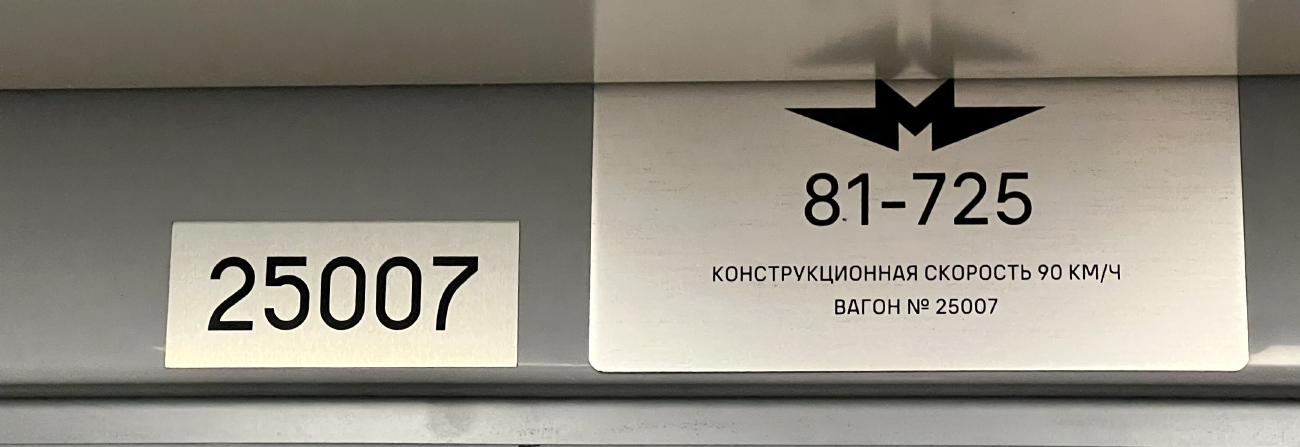 25007
81-725
КОНСТРУКЦИОННАЯ СКОРОСТЬ 90 КМ/Ч
ВАГОН № 25007